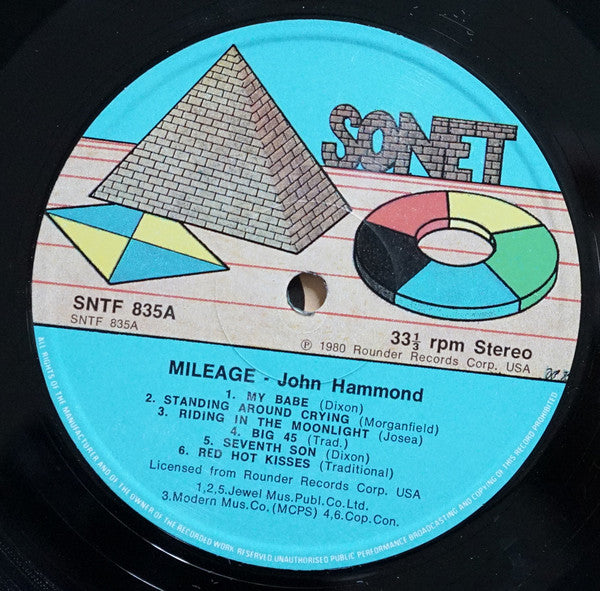 SONET
SNTF 835A
SNTF 835A
33⅓ rpm Stereo
℗ 1980 Rounder Records Corp. USA
MILEAGE - John Hammond
1. MY BABE (Dixon)
2. STANDING AROUND CRYING (Morganfield)
3. RIDING IN THE MOONLIGHT (Josea)
4. BIG 45 (Trad.)
5. SEVENTH SON (Dixon)
6. RED HOT KISSES (Traditional)
Licensed from Rounder Records Corp. USA
1,2,5.Jewel Mus.Publ.Co.Ltd.
3.Modern Mus.Co.(MCPS) 4,6.Cop.Con.
ALL RIGHTS OF THE MANUFACTURER AND OF THE OWNER OF THE RECORDED WORK RESERVED.UNAUTHORISED PUBLIC PERFORMANCE BROADCASTING AND COPYING OF THIS RECORD PROHIBITED